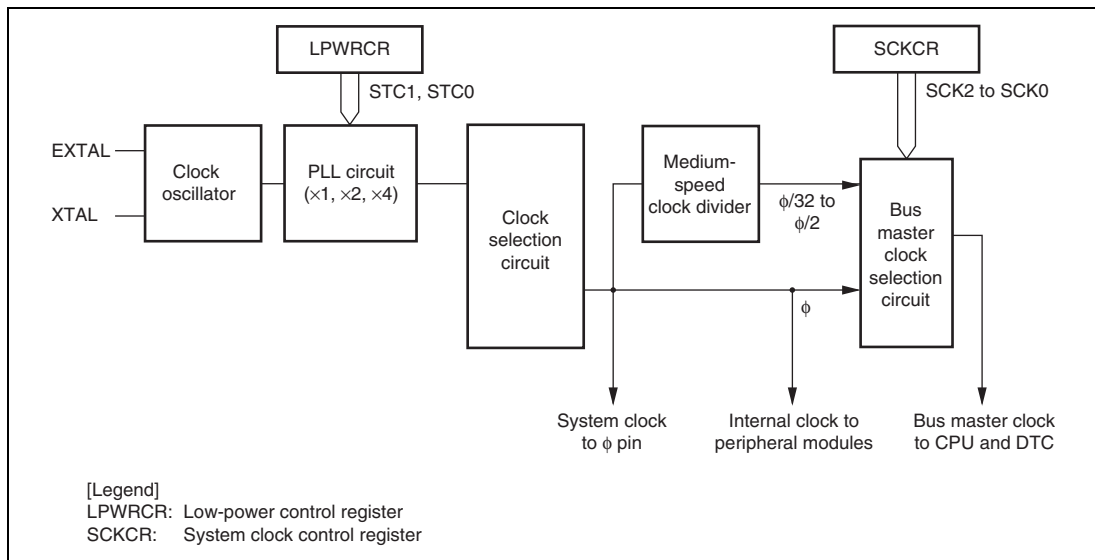 LPWRCR
SCKCR
STC1, STC0
SCK2 to SCK0
EXTAL
XTAL
Clock
oscillator
PLL circuit
(×1, ×2, ×4)
Clock
selection
circuit
Medium-
speed
clock divider
ϕ/32 to
ϕ/2
Bus
master
clock
selection
circuit
ϕ
System clock
to ϕ pin
Internal clock to
peripheral modules
Bus master clock
to CPU and DTC
[Legend]
LPWRCR: Low-power control register
SCKCR: System clock control register